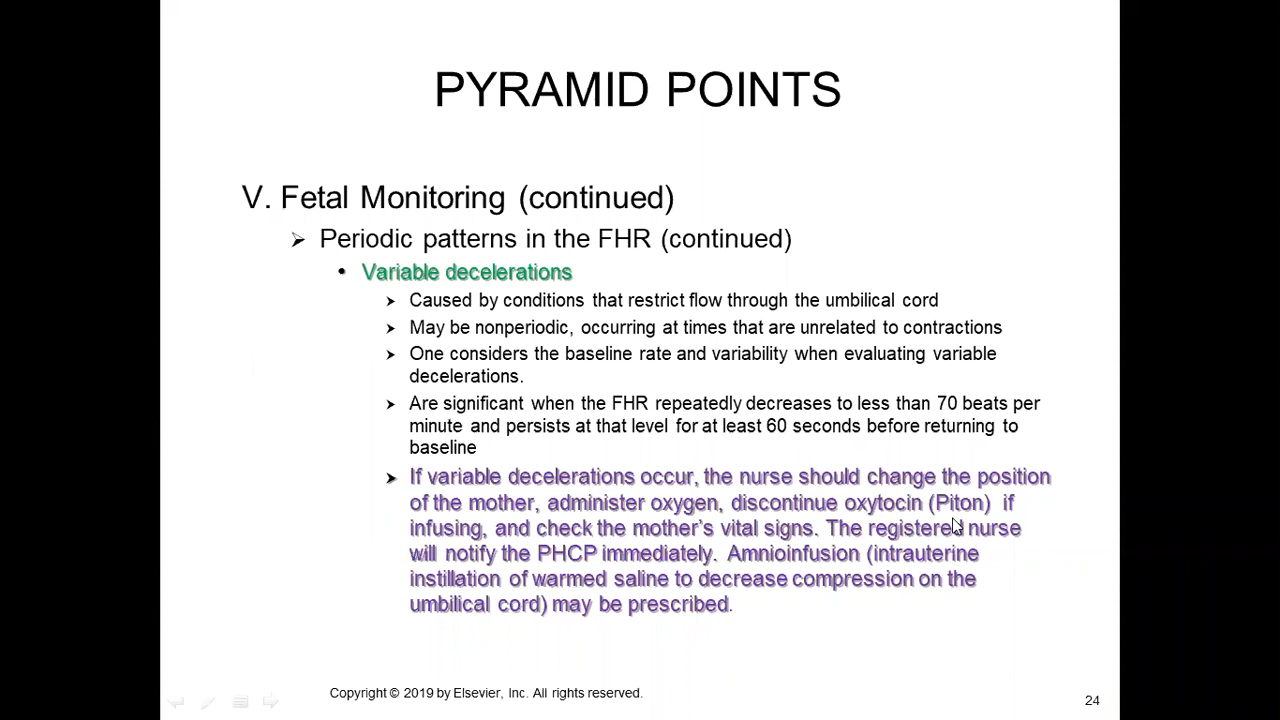 PYRAMID POINTS
V. Fetal Monitoring (continued)
Periodic patterns in the FHR (continued)
Variable decelerations
Caused by conditions that restrict flow through the umbilical cord
May be nonperiodic, occurring at times that are unrelated to contractions
One considers the baseline rate and variability when evaluating variable
decelerations.
Are significant when the FHR repeatedly decreases to less than 70 beats per
minute and persists at that level for at least 60 seconds before returning to
baseline
If variable decelerations occur, the nurse should change the position
of the mother, administer oxygen, discontinue oxytocin (Piton) if
infusing, and check the mother's vital signs. The registered nurse
will notify the PHCP immediately. Amnioinfusion (intrauterine
instillation of warmed saline to decrease compression on the
umbilical cord) may be prescribed.
Copyright © 2019 by Elsevier, Inc. All rights reserved.
24